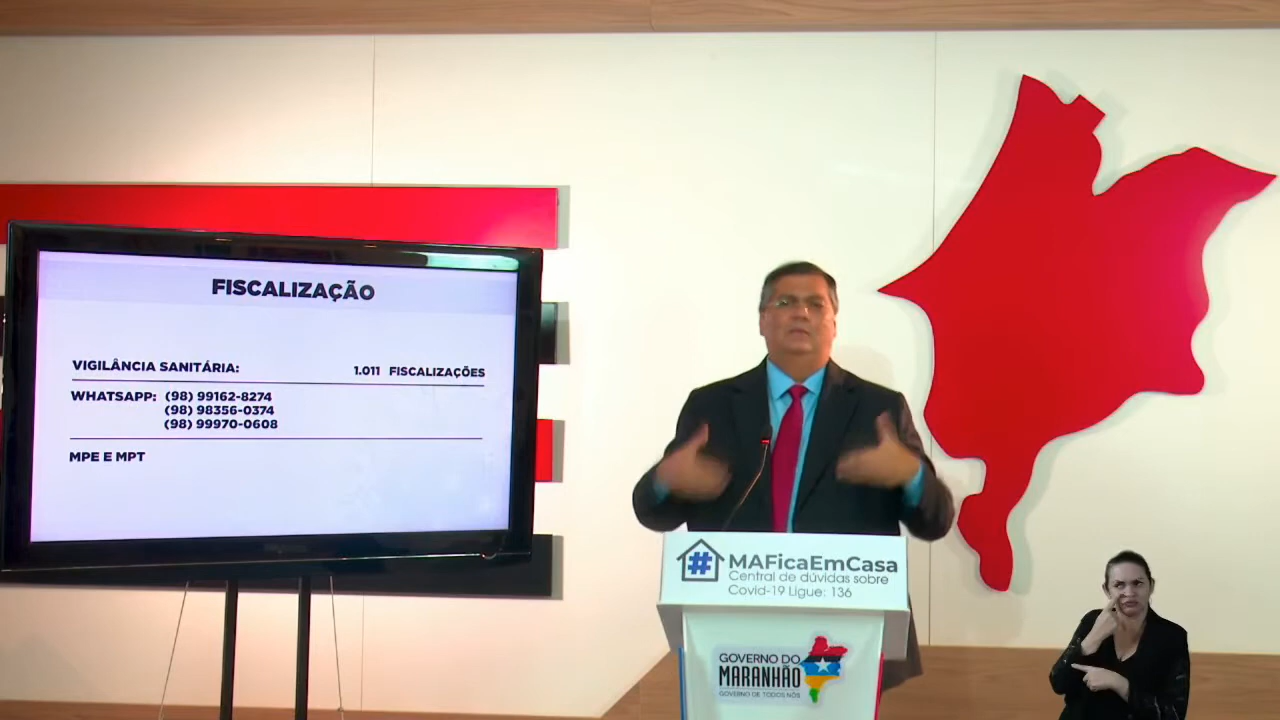 FISCALIZAÇÃO
VIGILÂNCIA SANITÁRIA: 1.011 FISCALIZAÇÕES
WHATSAPP: (98) 99162-8274
(98) 98356-0374
(98) 99970-0608
MPE E MPT
# MAFicaEmCasa
Central de dúvidas sobre
Covid-19 Ligue: 136
GOVERNO DO
MARANHÃO
GOVERNO DE TODOS NÓS